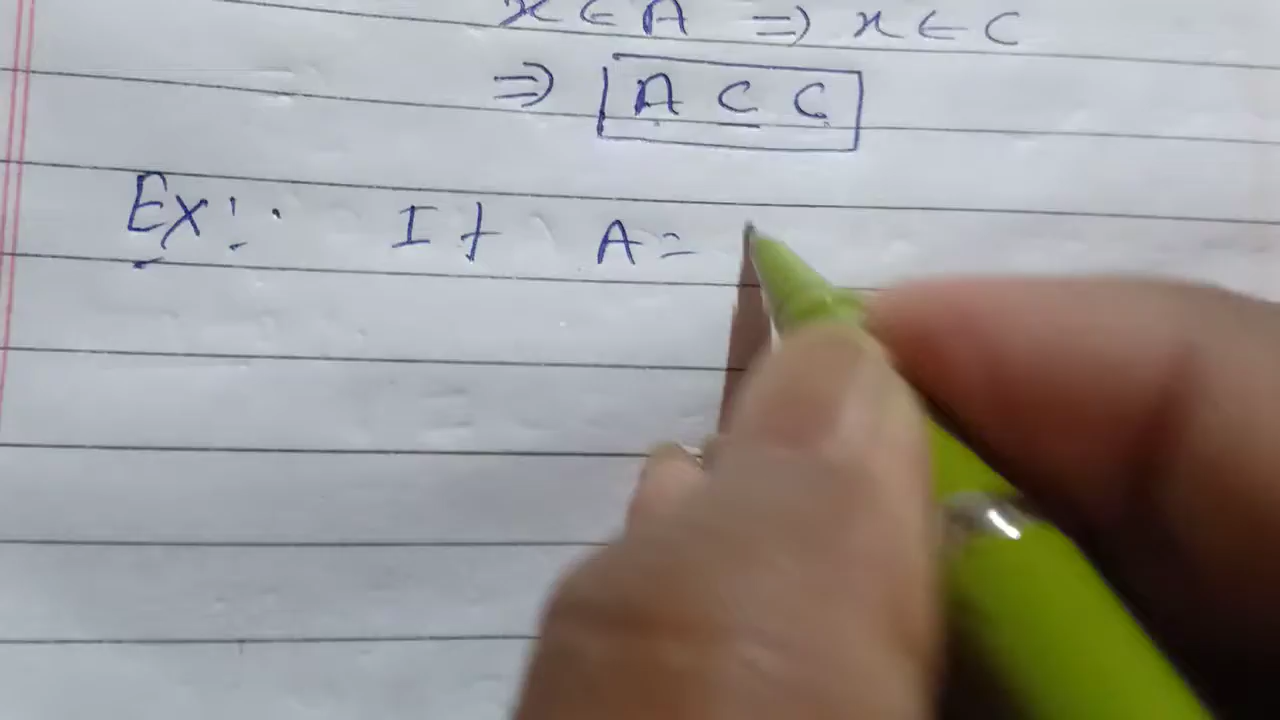 x ∈ A ⇒ x ∈ C
⇒ A ⊆ C
Ex:. If A =